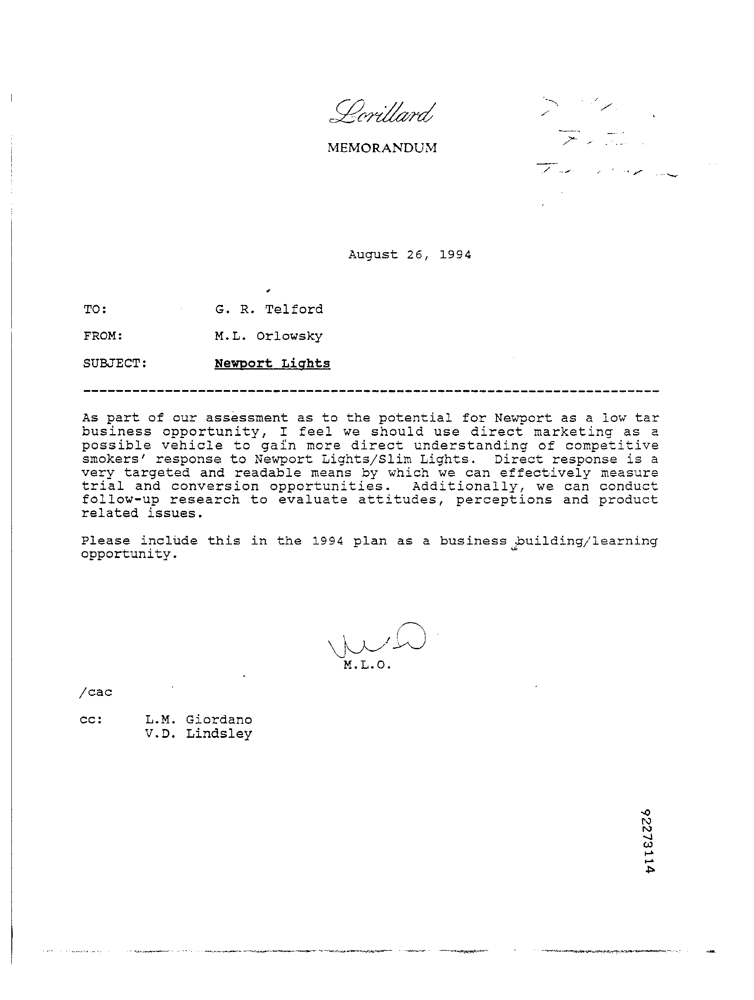 Lorillard
MEMORANDUM
August 26, 1994
TO: G. R. Telford
FROM: M.L. Orlowsky
SUBJECT: Newport Lights
-----------------------------------------------------------------------
As part of our assessment as to the potential for Newport as a low tar
business opportunity, I feel we should use direct marketing as a
possible vehicle to gain more direct understanding of competitive
smokers' response to Newport Lights/Slim Lights. Direct response is a
very targeted and readable means by which we can effectively measure
trial and conversion opportunities. Additionally, we can conduct
follow-up research to evaluate attitudes, perceptions and product
related issues.
Please include this in the 1994 plan as a business building/learning
opportunity.
M.L.O.
/cac
cc: L.M. Giordano
V.D. Lindsley
92273114